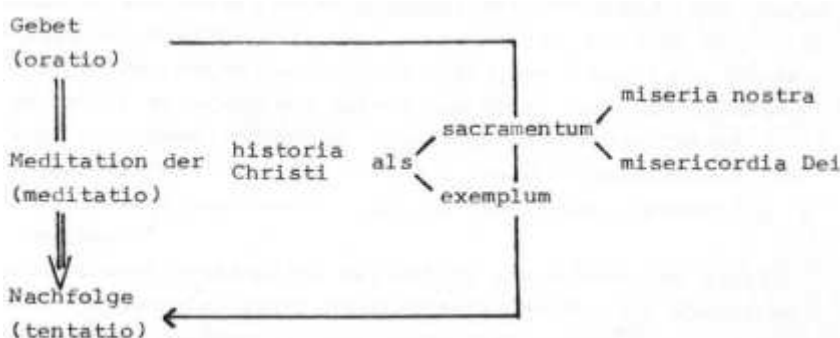 Gebet
(oratio)
miseria nostra
sacramentum
Meditation der historia Christi als
misericordia Dei
(meditatio)
exemplum
Nachfolge
(tentatio)